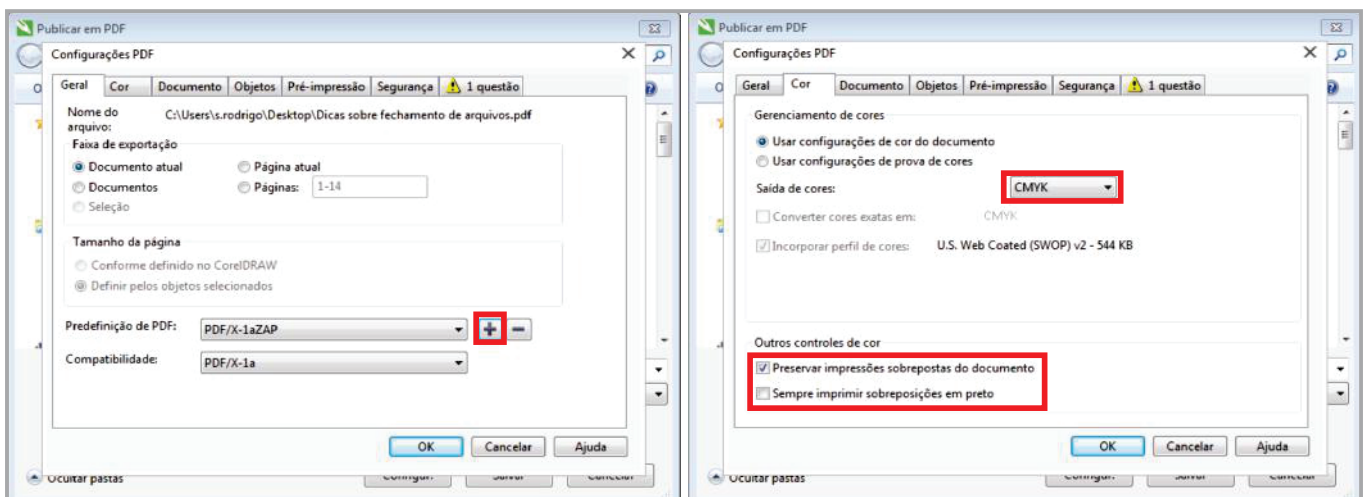 Publicar em PDF
Configurações PDF
Geral Cor Documento Objetos Pré-impressão Segurança 1 questão
Nome do arquivo: C:\Users\s.rodrigo\Desktop\Dicas sobre fechamento de arquivos.pdf
Faixa de exportação
Documento atual Página atual
Documentos Páginas: 1-14
Seleção
Tamanho da página
Conforme definido no CorelDRAW
Definir pelos objetos selecionados
Predefinição de PDF: PDF/X-1aZAP
Compatibilidade: PDF/X-1a
OK Cancelar Ajuda
Ocultar pastas
Publicar em PDF
Configurações PDF
Geral Cor Documento Objetos Pré-impressão Segurança 1 questão
Gerenciamento de cores
Usar configurações de cor do documento
Usar configurações de prova de cores
Saída de cores: CMYK
Converter cores exatas em: CMYK
Incorporar perfil de cores: U.S. Web Coated (SWOP) v2 - 544 KB
Outros controles de cor
Preservar impressões sobrepostas do documento
Sempre imprimir sobreposições em preto
OK Cancelar Ajuda
Ocultar pastas